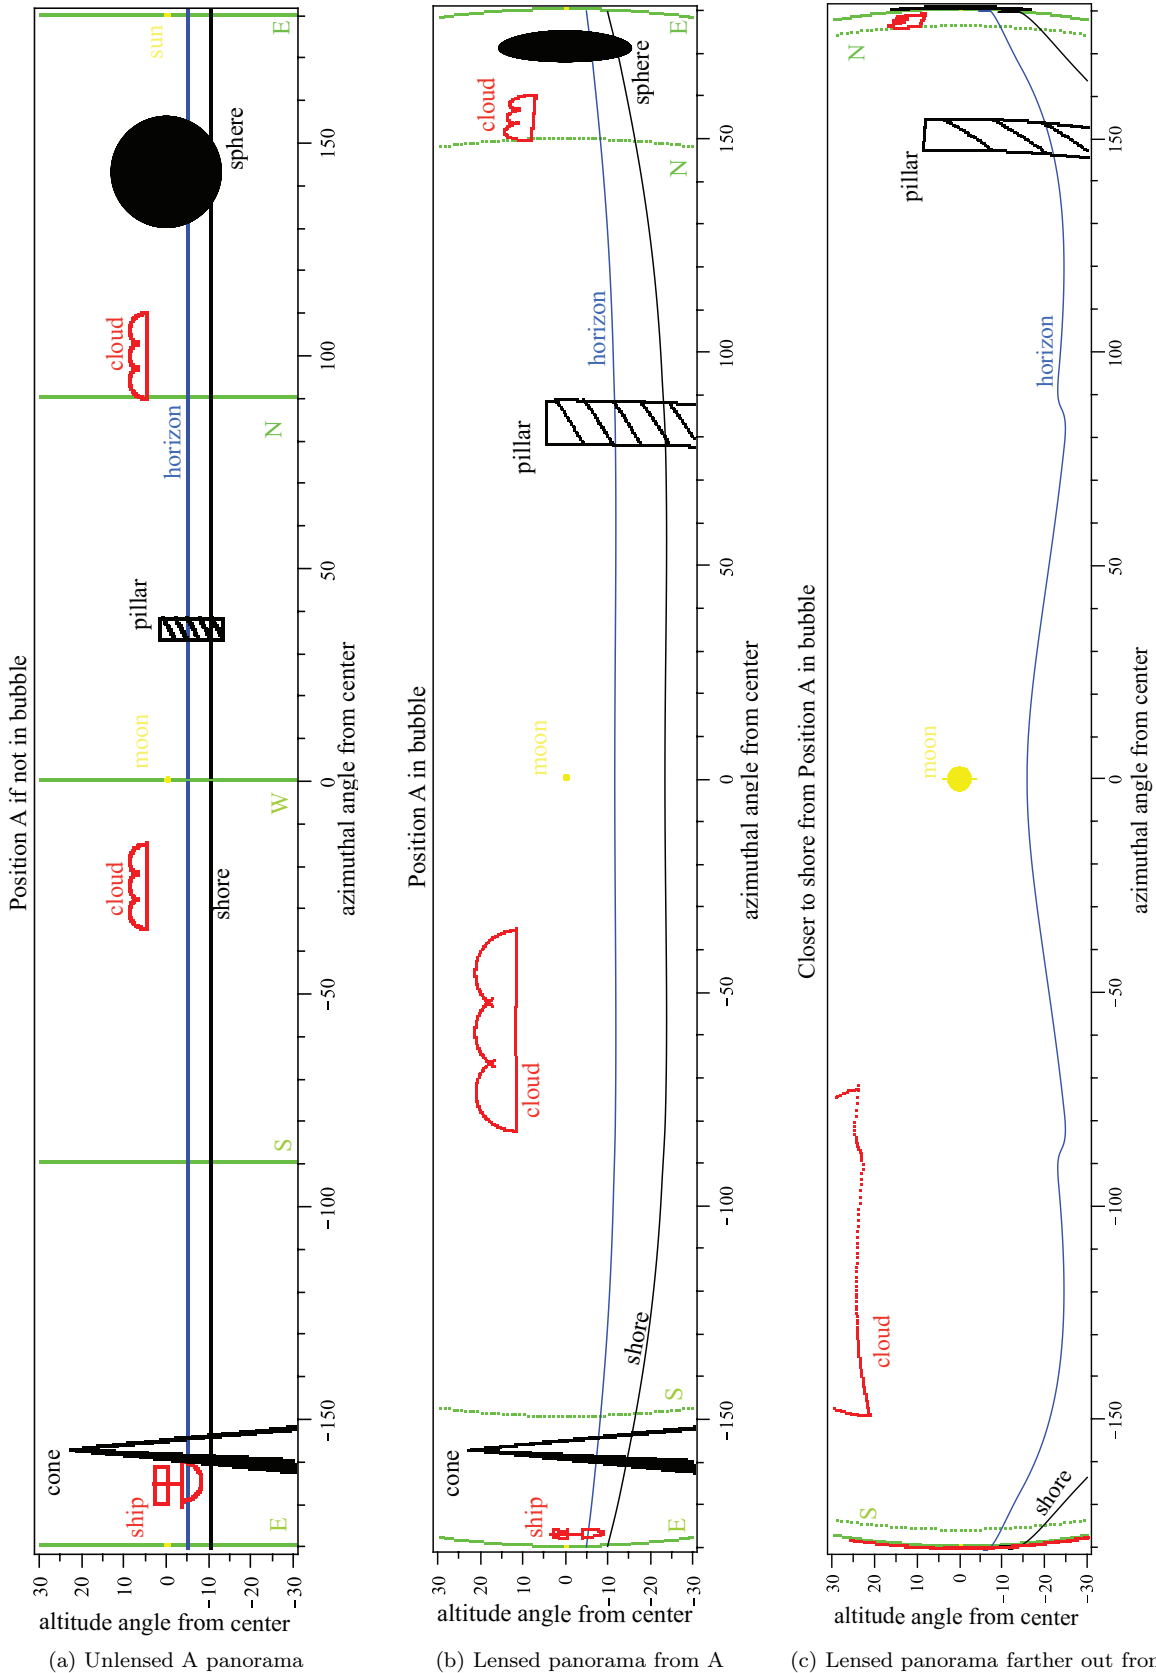 Position A if not in bubble
E
sun
sphere
150
cloud
100
N
horizon
50
pillar
moon
0
W
cloud
shore
azimuthal angle from center
-50
S
-100
-150
cone
ship
E
30
20
10
0
-10
-20
-30
altitude angle from center
(a) Unlensed A panorama
Position A in bubble
E
sphere
cloud
150
N
horizon
100
pillar
50
moon
0
azimuthal angle from center
-50
cloud
-100
shore
S
-150
cone
ship
E
30
20
10
0
-10
-20
-30
altitude angle from center
(b) Lensed panorama from A
Closer to shore from Position A in bubble
N
150
pillar
horizon
100
50
moon
0
azimuthal angle from center
-50
-100
cloud
-150
shore
S
30
20
10
0
-10
-20
-30
altitude angle from center
(c) Lensed panorama farther out from